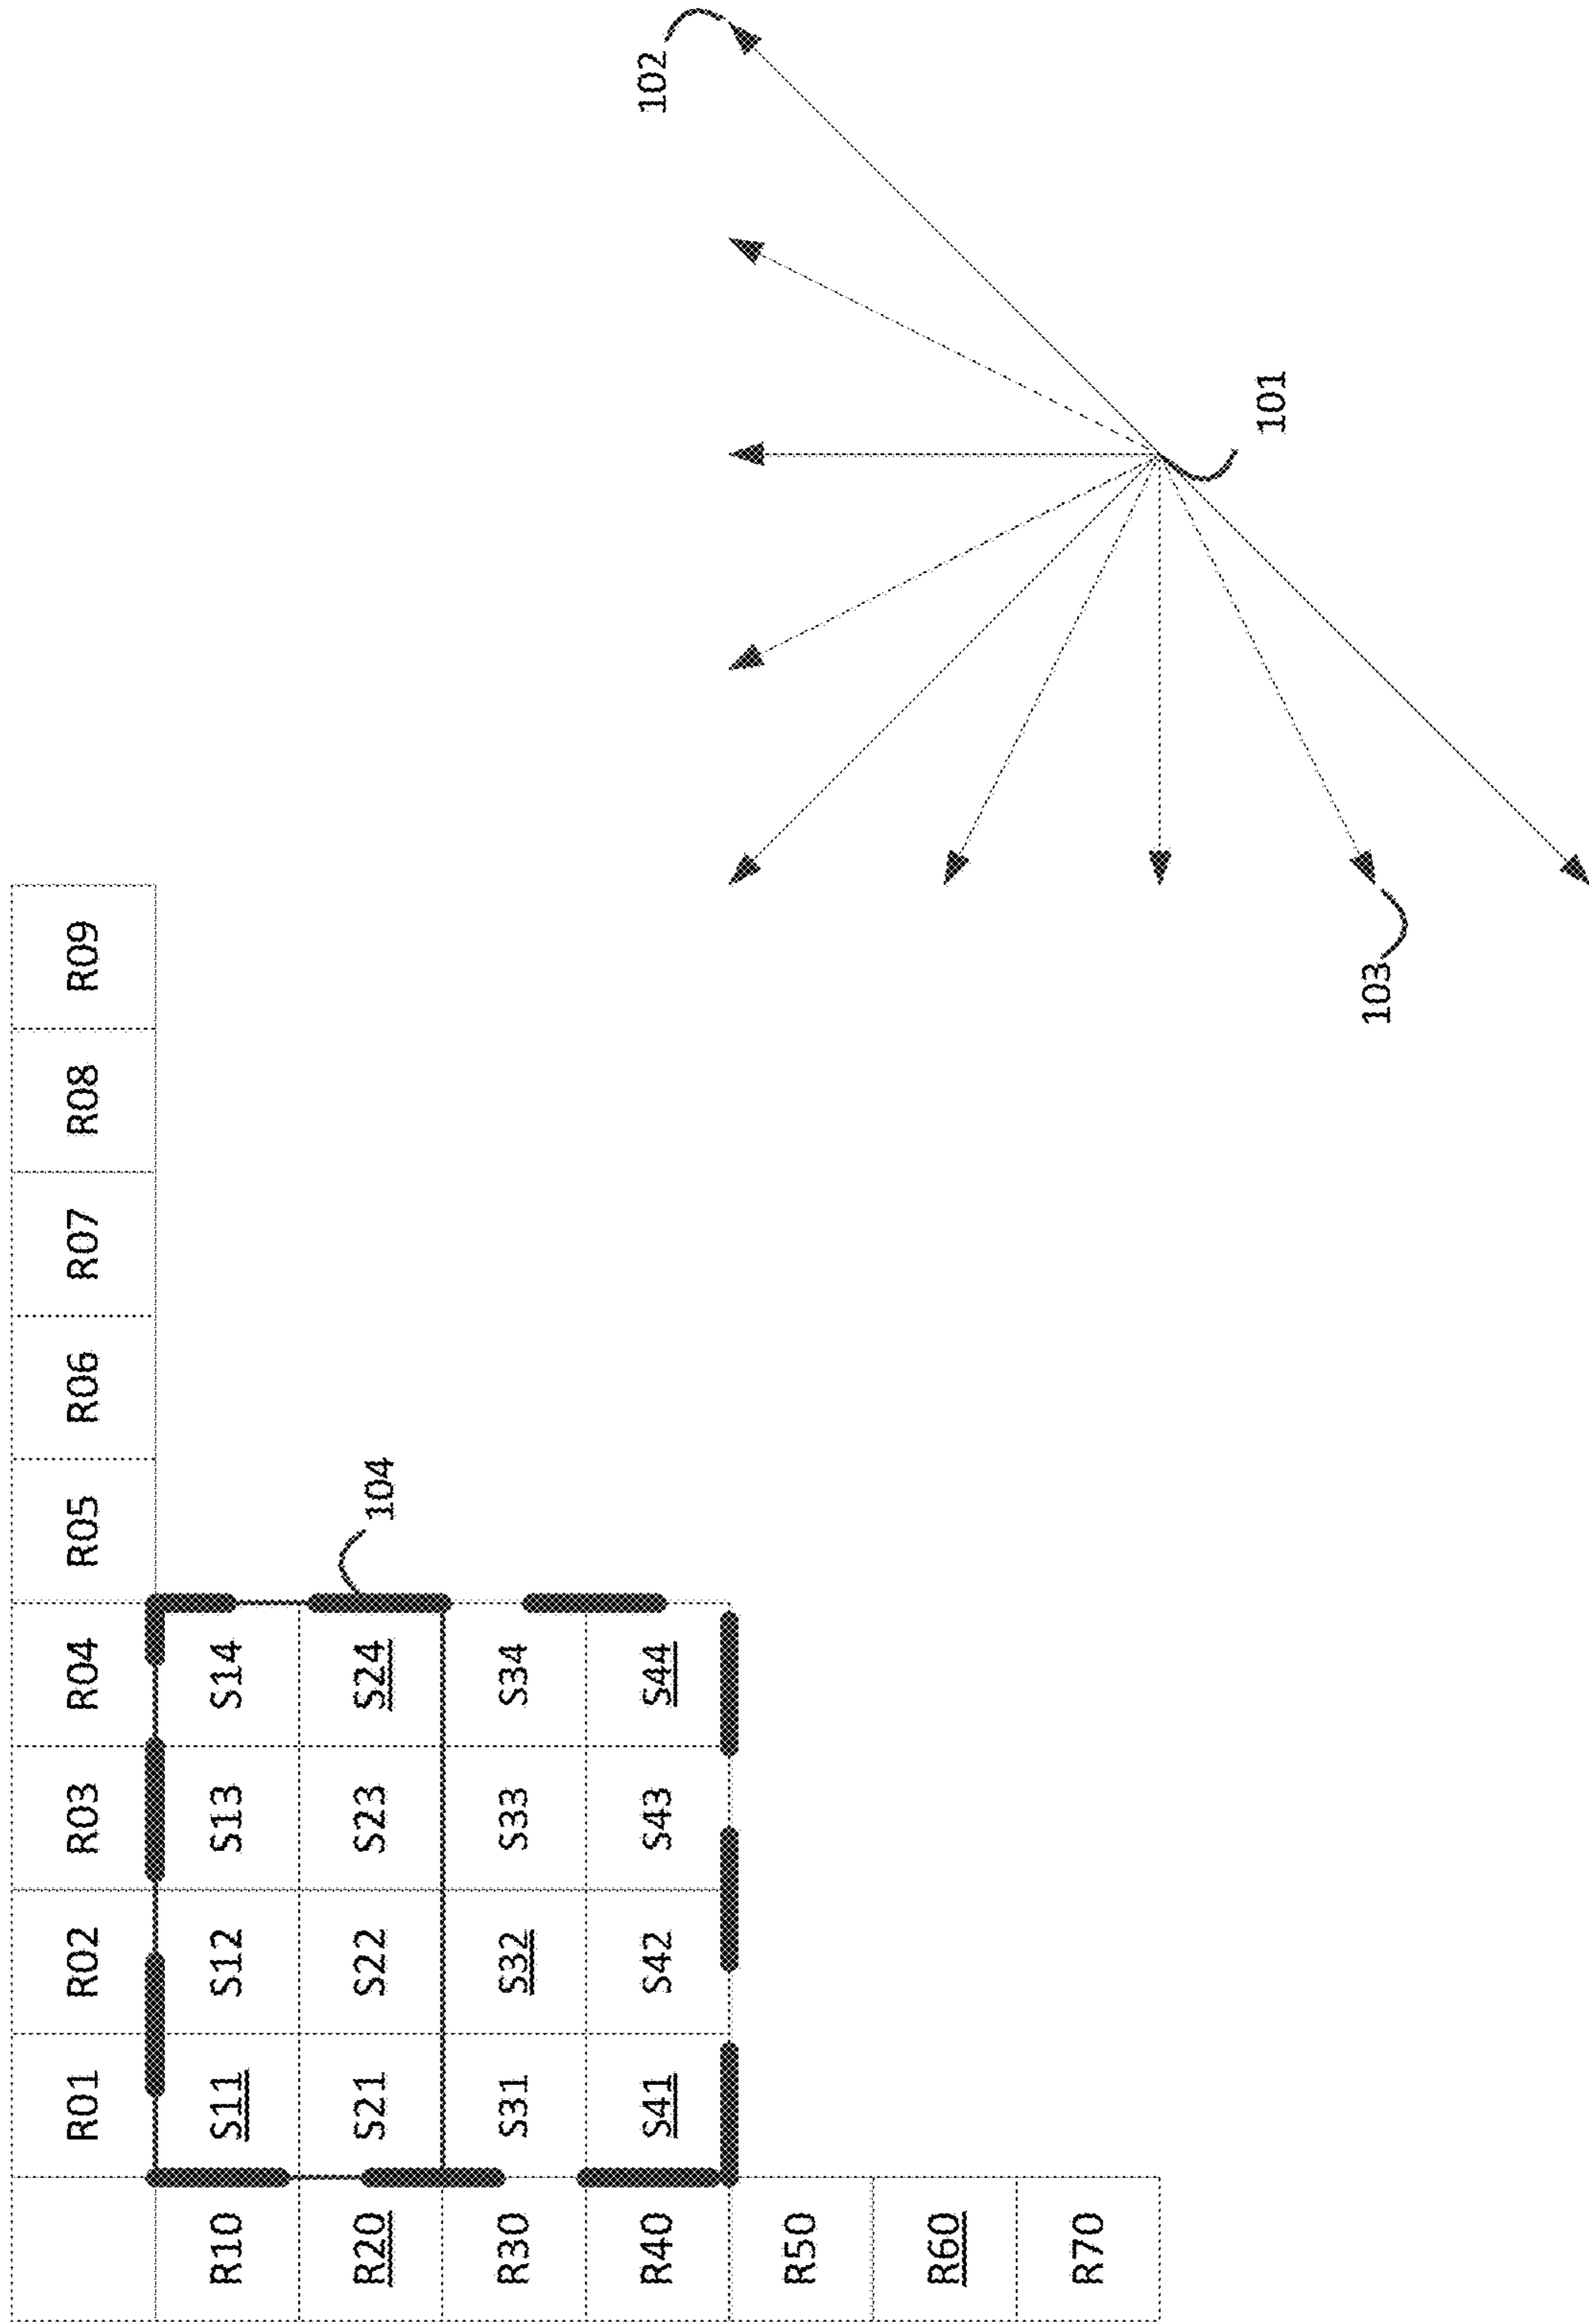 R01 R02 R03 R04 R05 R06 R07 R08 R09
R10 S11 S12 S13 S14
R20 S21 S22 S23 S24 104
R30 S31 S32 S33 S34
R40 S41 S42 S43 S44
R50
R60
R70
102
101
103